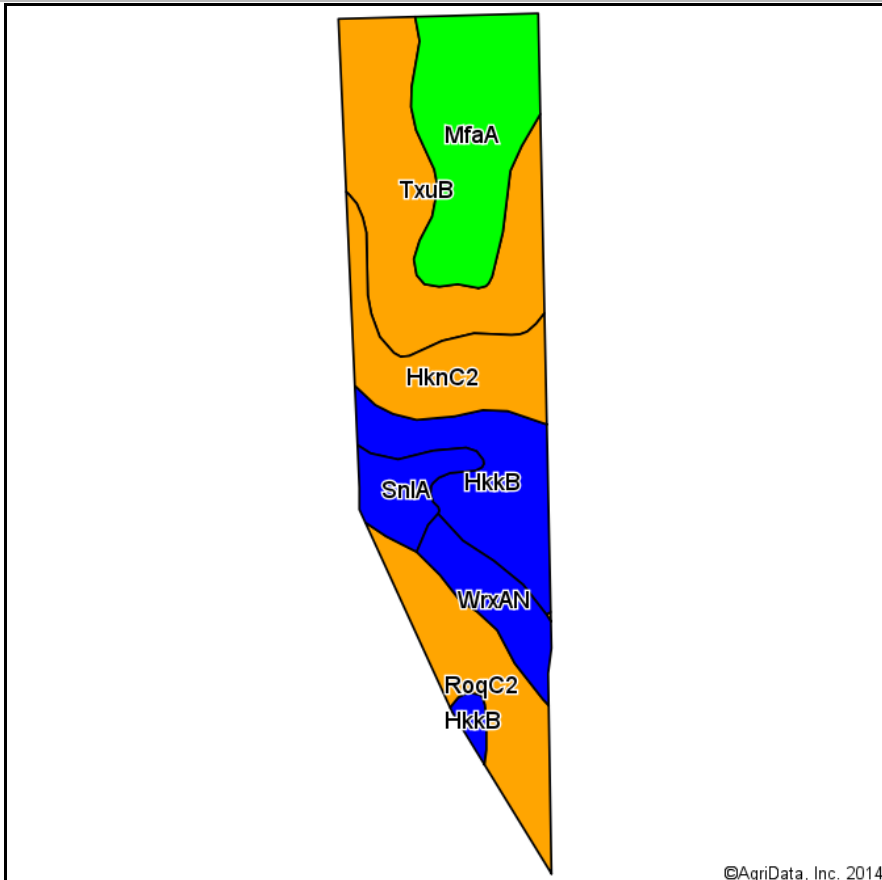 MfaA
TxuB
HknC2
HkkB
SnlA
WrxAN
RoqC2
HkkB
©AgriData, Inc. 2014